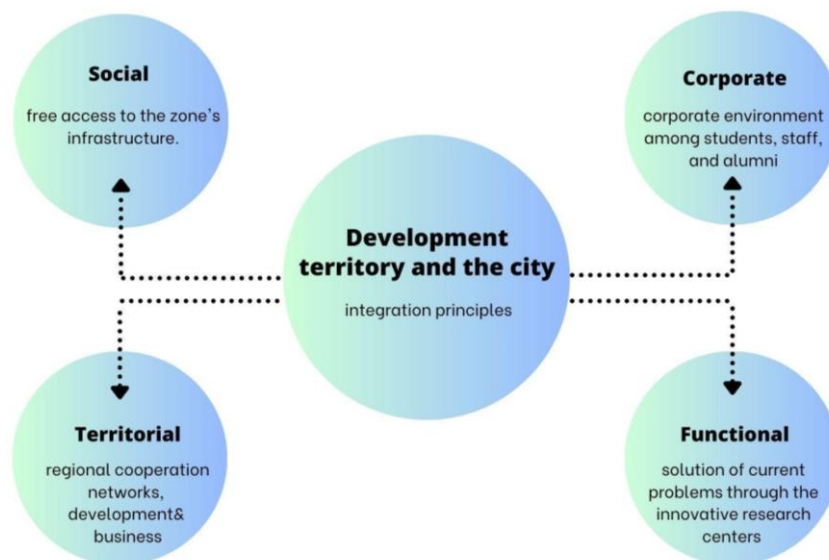 Social
free access to the zone's
infrastructure.
Corporate
corporate environment
among students, staff,
and alumni
Development
territory and the city
integration principles
Territorial
regional cooperation
networks,
development&
business
Functional
solution of current
problems through the
innovative research
centers